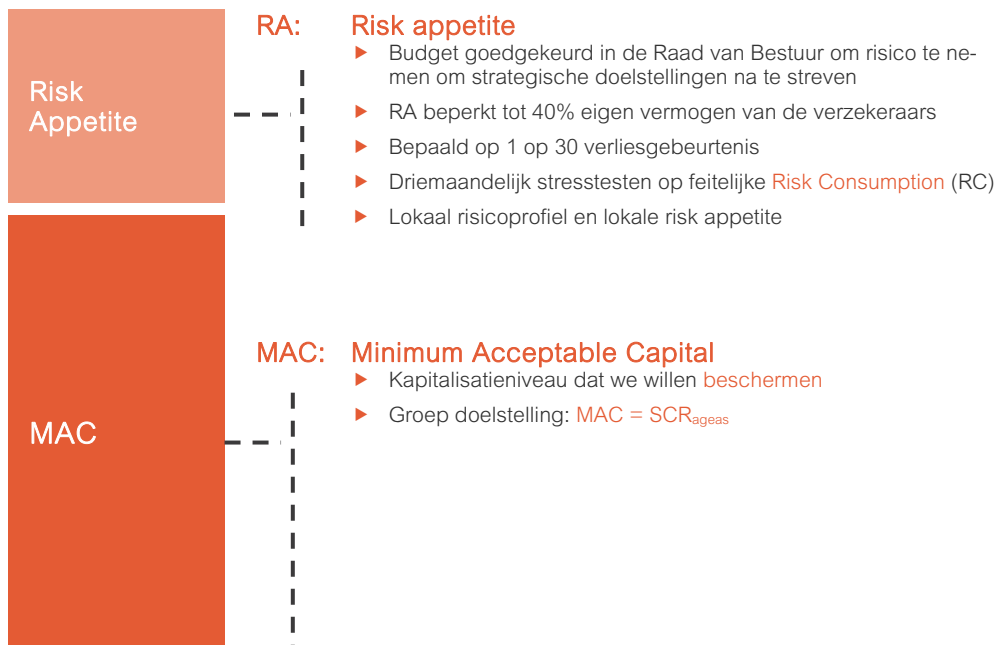 Risk
Appetite
RA: Risk appetite
Budget goedgekeurd in de Raad van Bestuur om risico te ne-
men om strategische doelstellingen na te streven
RA beperkt tot 40% eigen vermogen van de verzekeraars
Bepaald op 1 op 30 verliesgebeurtenis
Driemaandelijk stresstesten op feitelijke Risk Consumption (RC)
Lokaal risicoprofiel en lokale risk appetite
MAC
MAC: Minimum Acceptable Capital
Kapitalisatieniveau dat we willen beschermen
Groep doelstelling: MAC = SCRageas